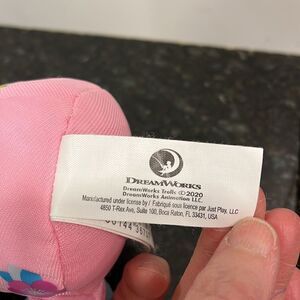 DREAMWORKS
DreamWorks Trolls ©2020
DreamWorks Animation LLC.
Manufactured under license by / Fabriqué sous licence par Just Play, LLC
4850 T-Rex Ave, Suite 100, Boca Raton, FL 33431, USA